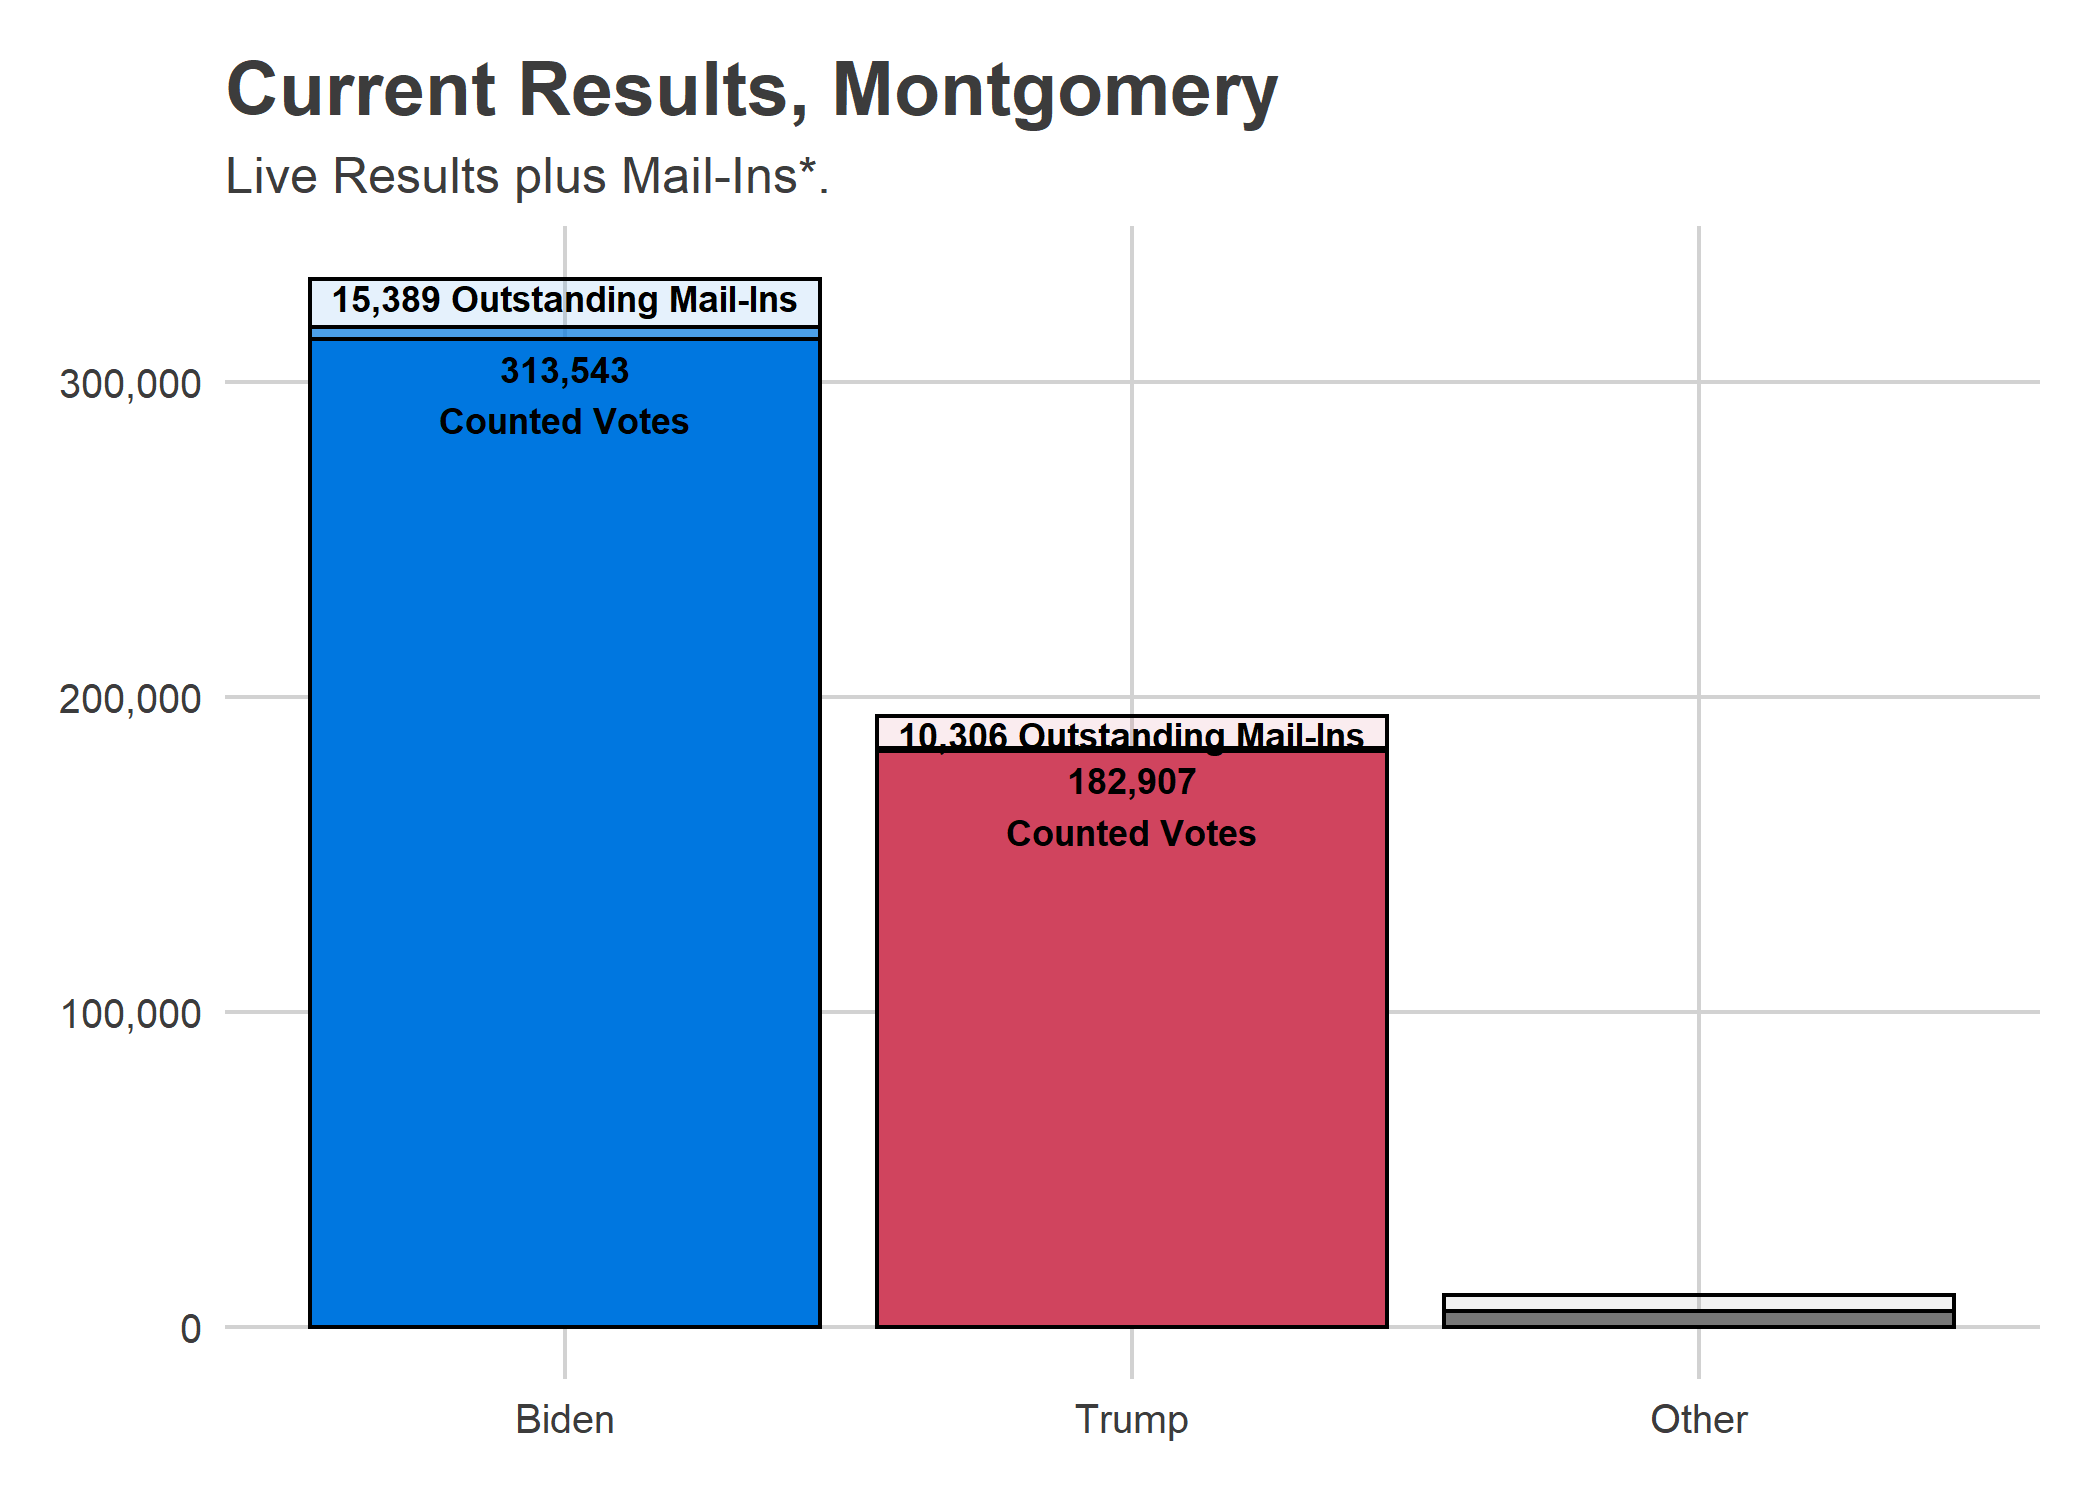 Current Results, Montgomery
Live Results plus Mail-Ins*.
15,389 Outstanding Mail-Ins
313,543
Counted Votes
300,000
200,000
10,306 Outstanding Mail-Ins
182,907
Counted Votes
100,000
0
Biden
Trump
Other